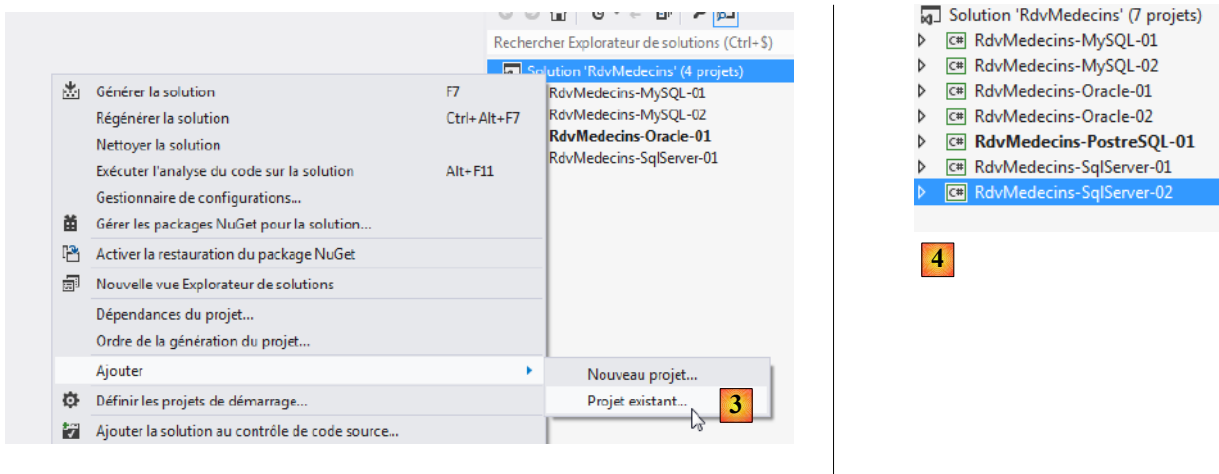 Rechercher Explorateur de solutions (Ctrl+$)
Solution 'RdvMedecins' (4 projets)
RdvMedecins-MySQL-01
RdvMedecins-MySQL-02
RdvMedecins-Oracle-01
RdvMedecins-SqlServer-01
Générer la solution F7
Régénérer la solution Ctrl+Alt+F7
Nettoyer la solution
Exécuter l'analyse du code sur la solution Alt+F11
Gestionnaire de configurations...
Gérer les packages NuGet pour la solution...
Activer la restauration du package NuGet
Nouvelle vue Explorateur de solutions
Dépendances du projet...
Ordre de la génération du projet...
Ajouter
Définir les projets de démarrage...
Ajouter la solution au contrôle de code source...
Nouveau projet...
Projet existant...
3
Solution 'RdvMedecins' (7 projets)
C# RdvMedecins-MySQL-01
C# RdvMedecins-MySQL-02
C# RdvMedecins-Oracle-01
C# RdvMedecins-Oracle-02
C# RdvMedecins-PostreSQL-01
C# RdvMedecins-SqlServer-01
C# RdvMedecins-SqlServer-02
4